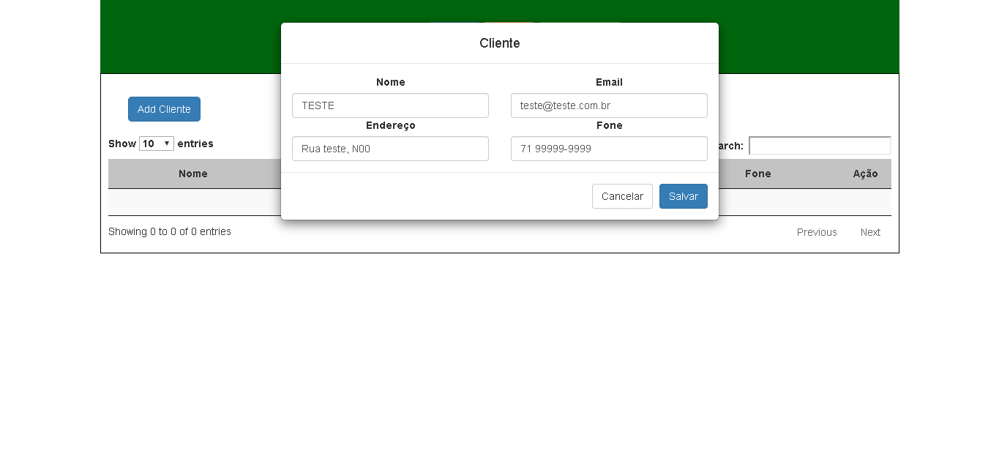 Cliente
Nome Email
TESTE teste@teste.com.br
Endereço Fone
Rua teste, N00 71 99999-9999
Cancelar Salvar
Add Cliente
Show 10 entries
Nome Fone Ação
Showing 0 to 0 of 0 entries Previous Next